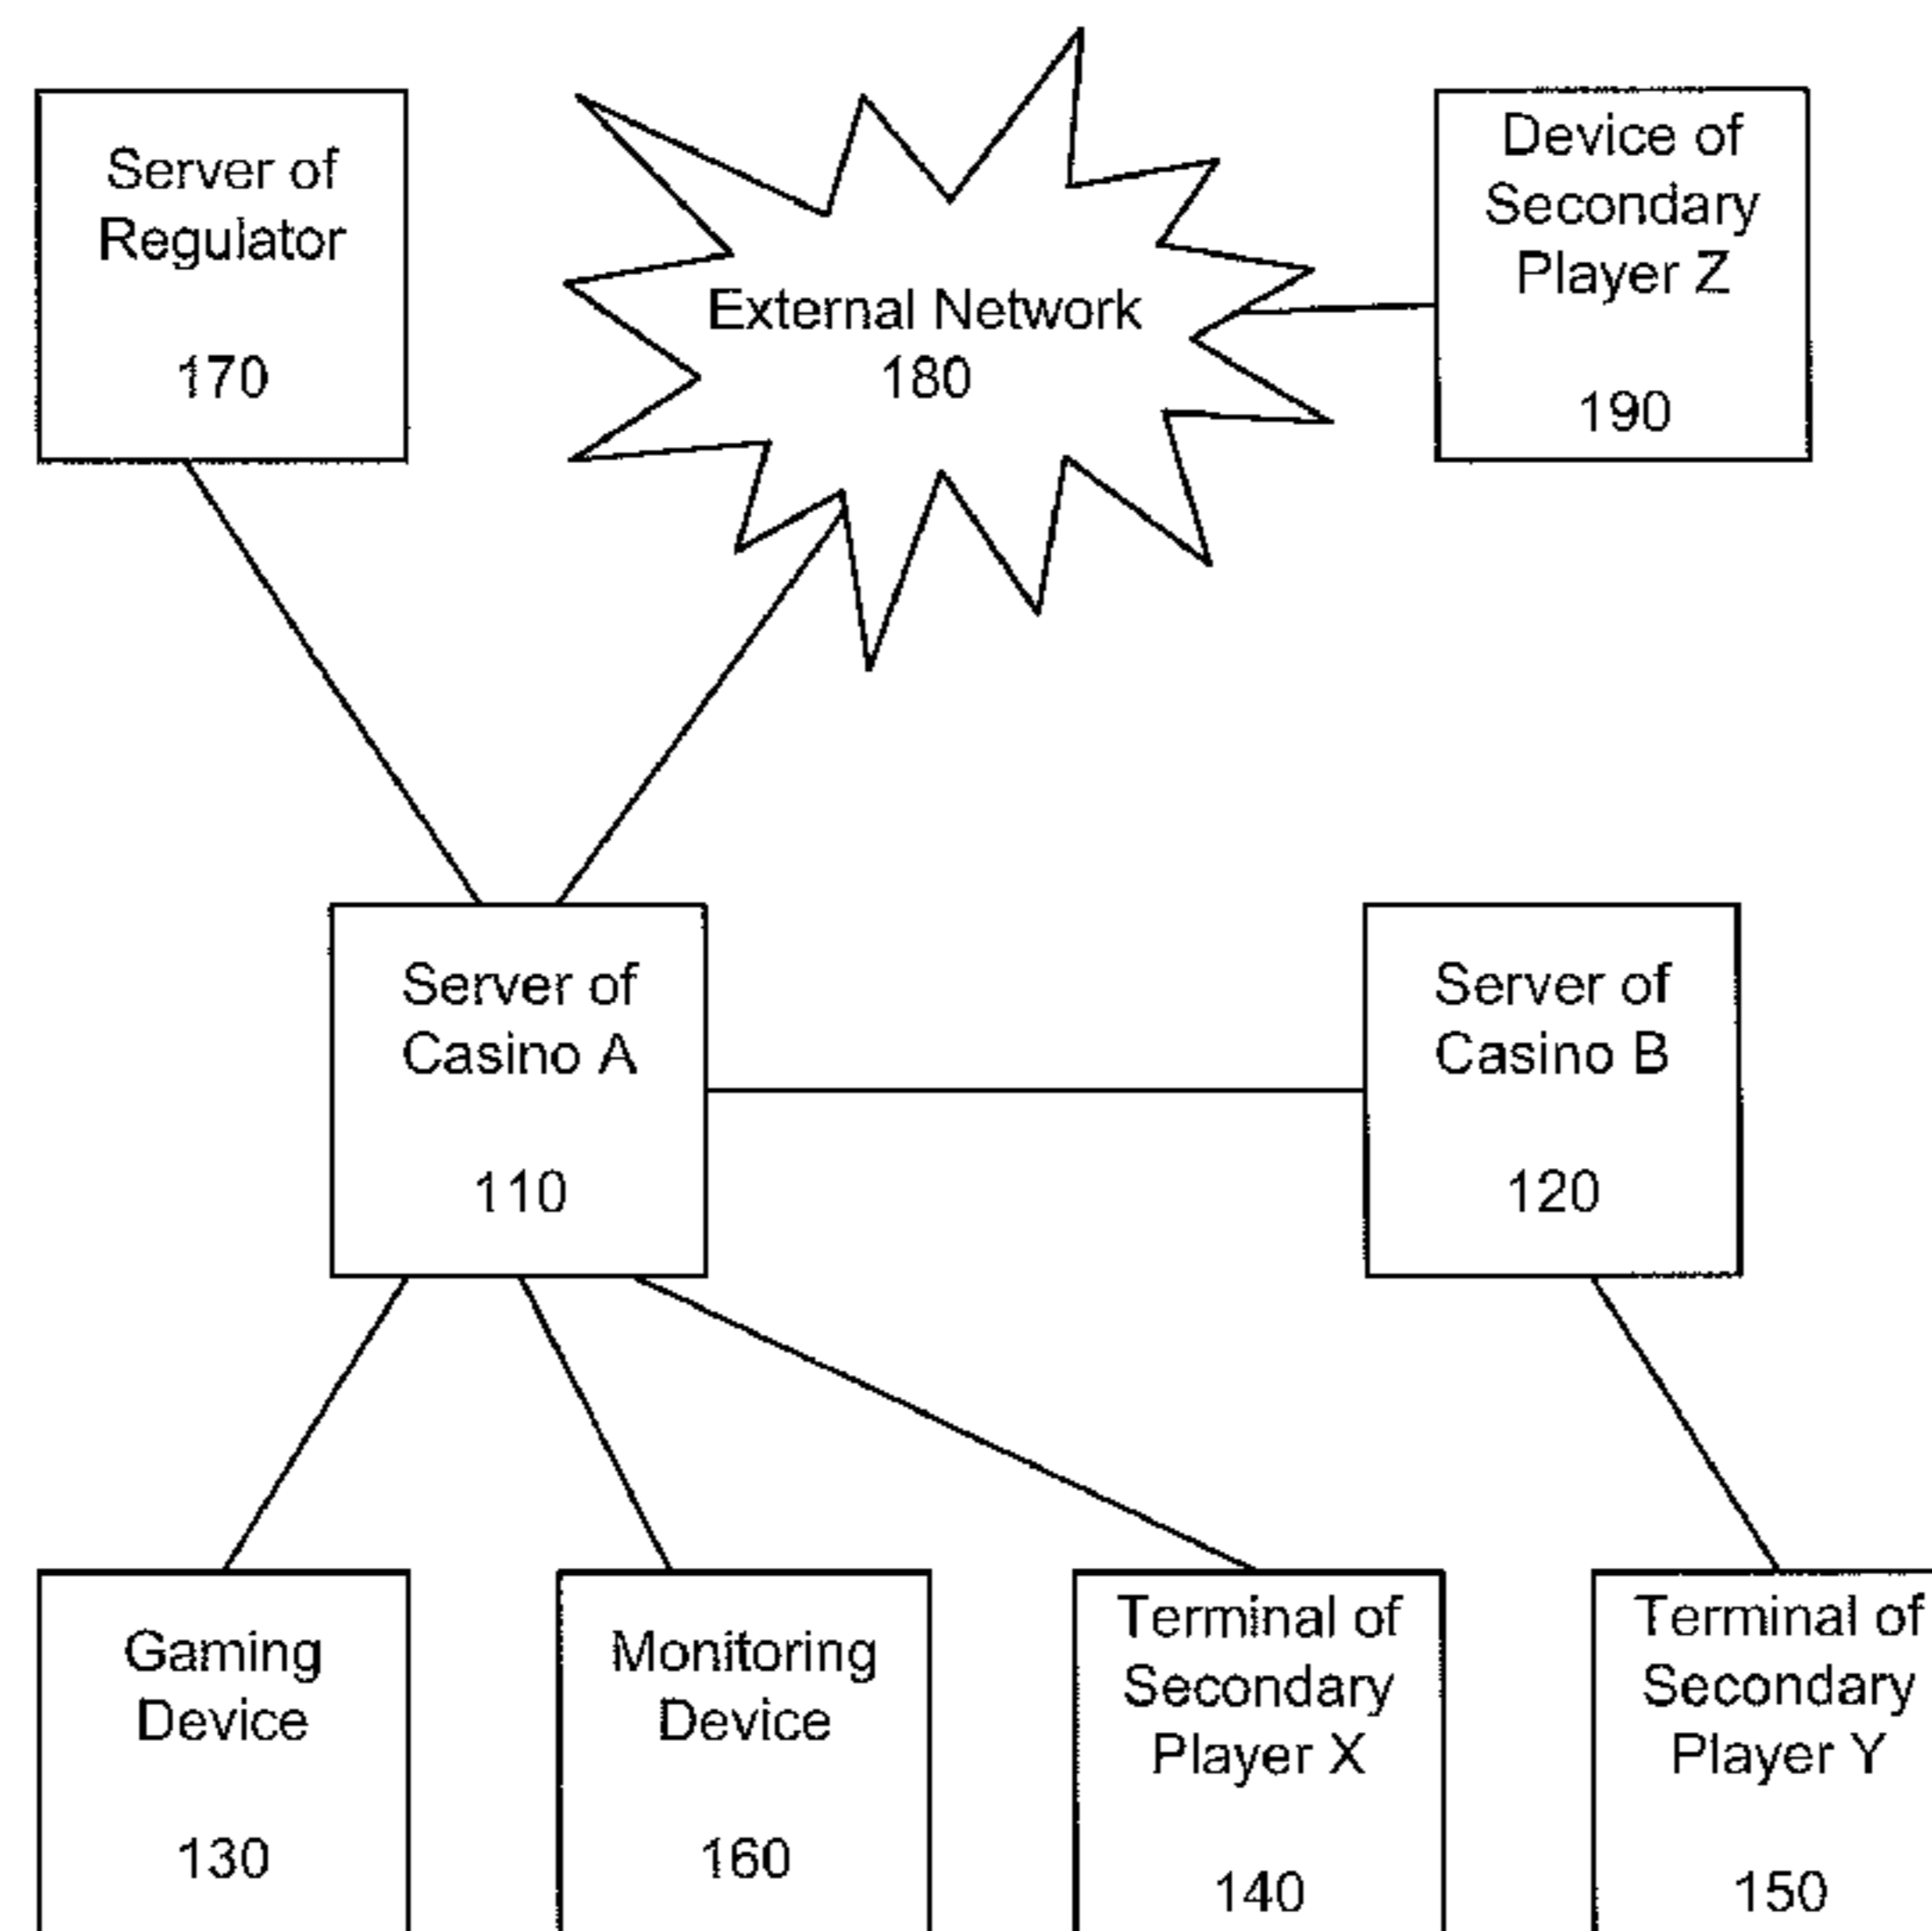 Server of
Regulator
170
External Network
180
Device of
Secondary
Player Z
190
Server of
Casino A
110
Server of
Casino B
120
Gaming
Device
130
Monitoring
Device
160
Terminal of
Secondary
Player X
140
Terminal of
Secondary
Player Y
150